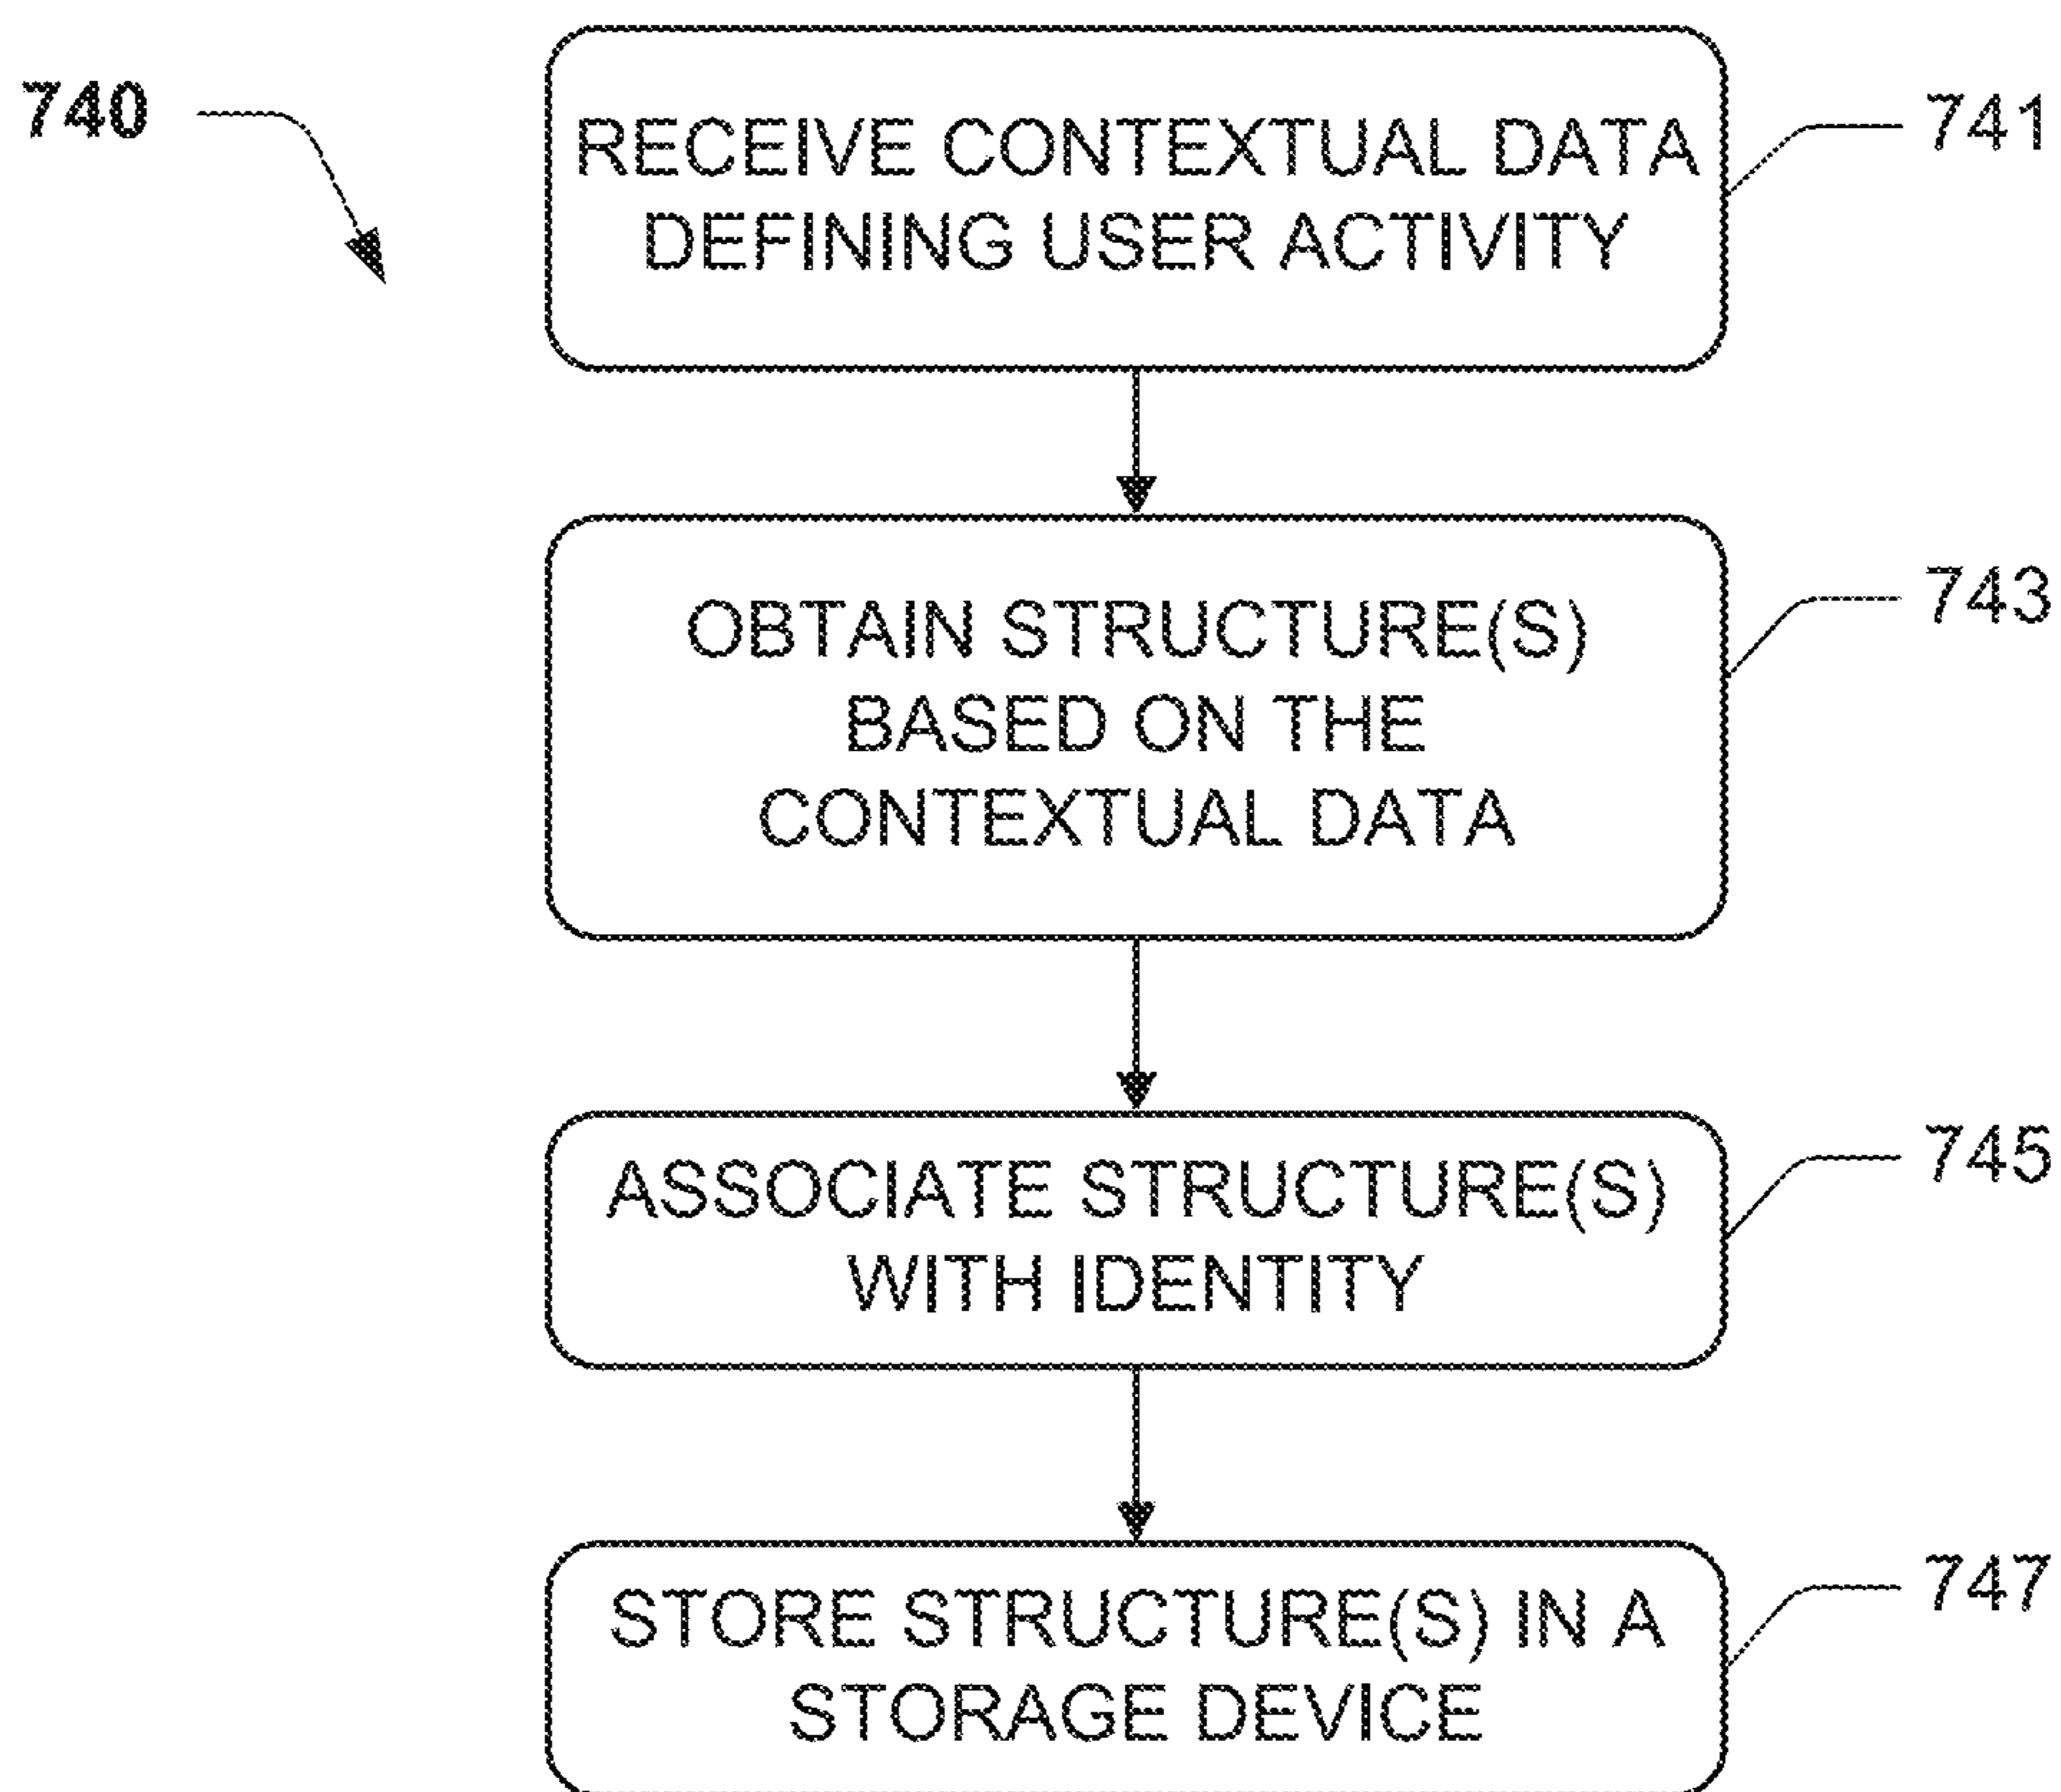 740
RECEIVE CONTEXTUAL DATA
DEFINING USER ACTIVITY
741
OBTAIN STRUCTURE(S)
BASED ON THE
CONTEXTUAL DATA
743
ASSOCIATE STRUCTURE(S)
WITH IDENTITY
745
STORE STRUCTURE(S) IN A
STORAGE DEVICE
747